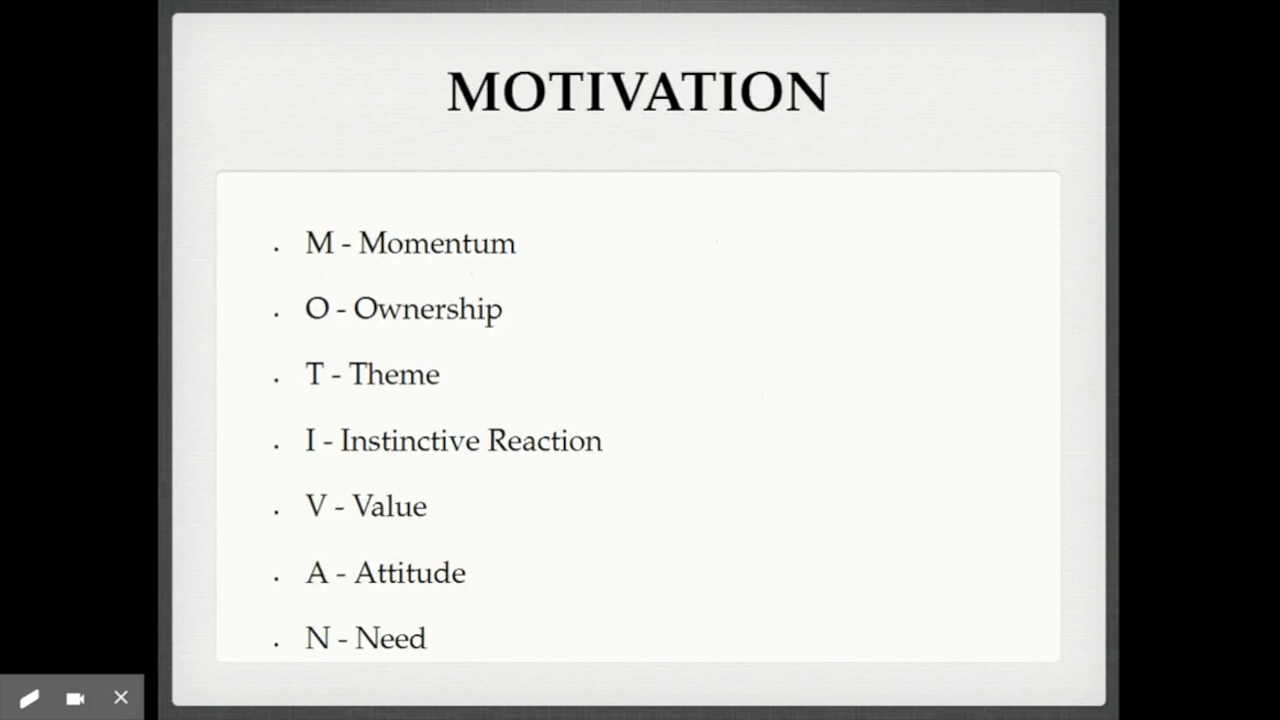 MOTIVATION
. M - Momentum
. O - Ownership
. T - Theme
. I - Instinctive Reaction
. V - Value
. A - Attitude
. N - Need